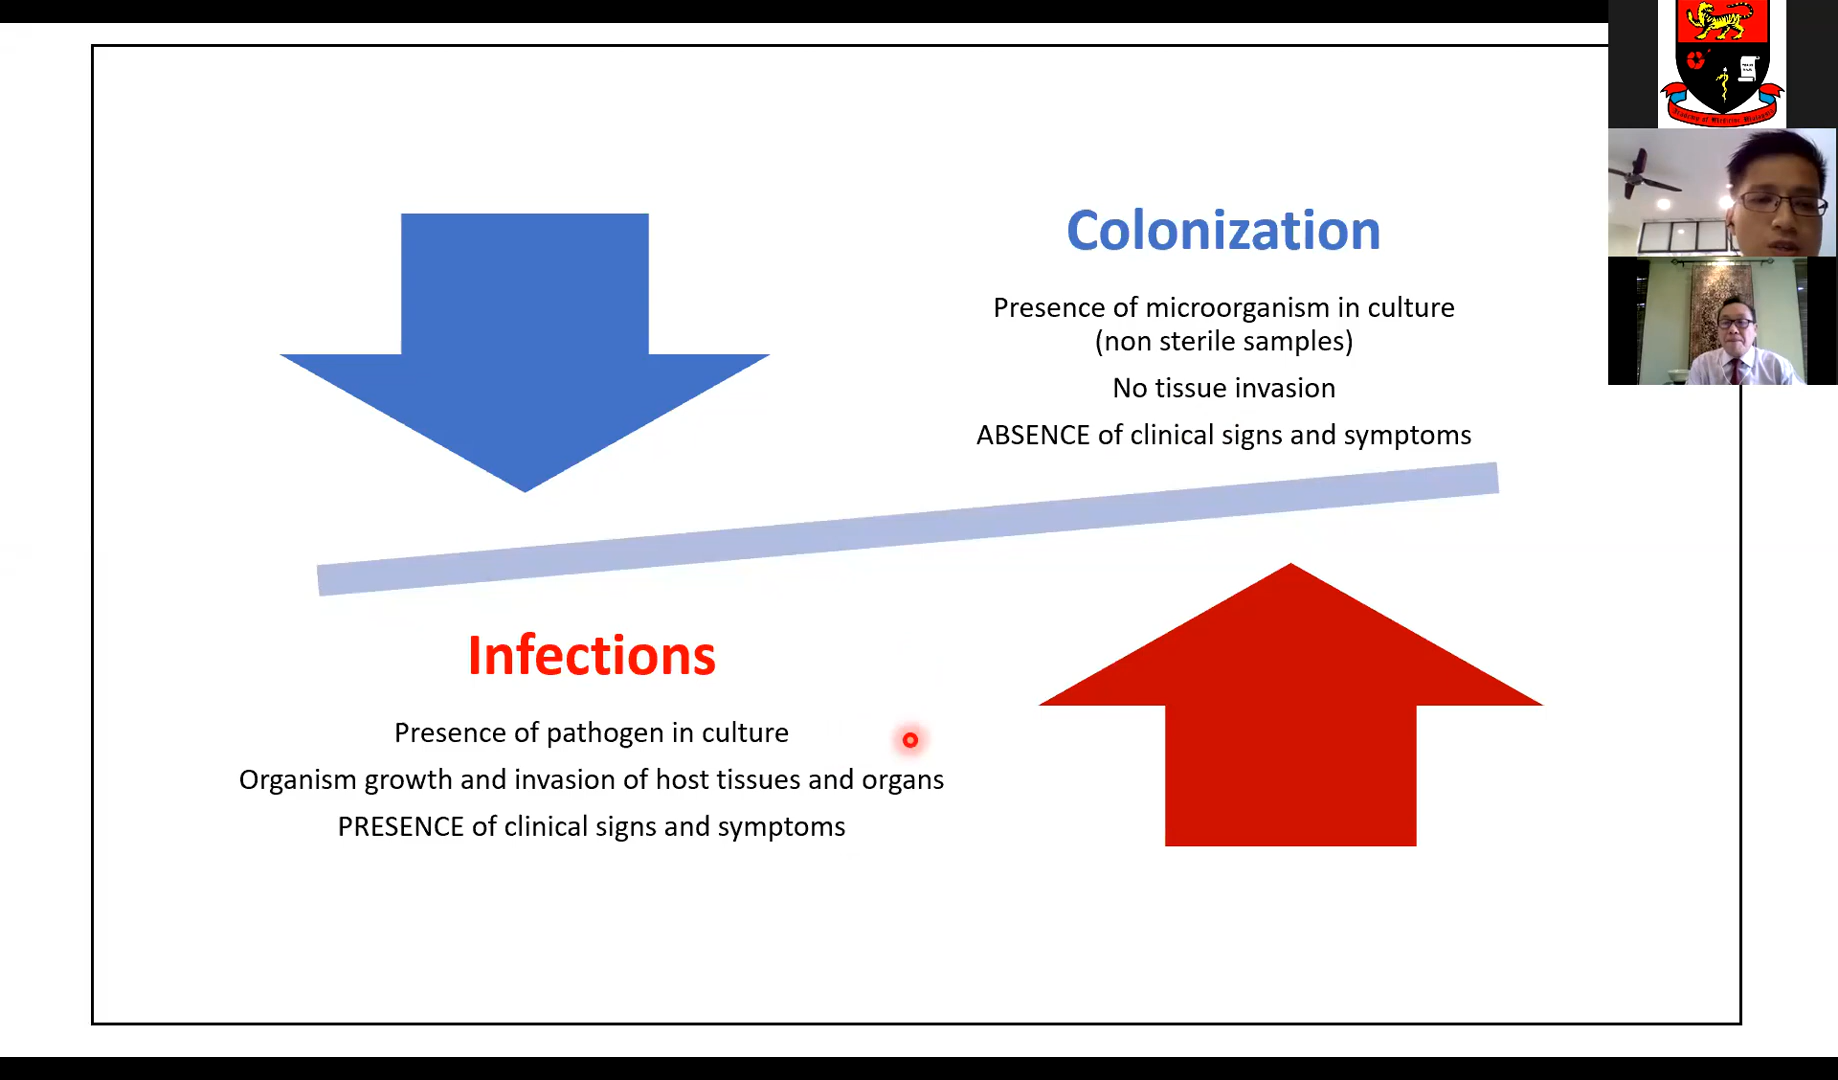 Colonization
Presence of microorganism in culture
(non sterile samples)
No tissue invasion
ABSENCE of clinical signs and symptoms
Infections
Presence of pathogen in culture
Organism growth and invasion of host tissues and organs
PRESENCE of clinical signs and symptoms